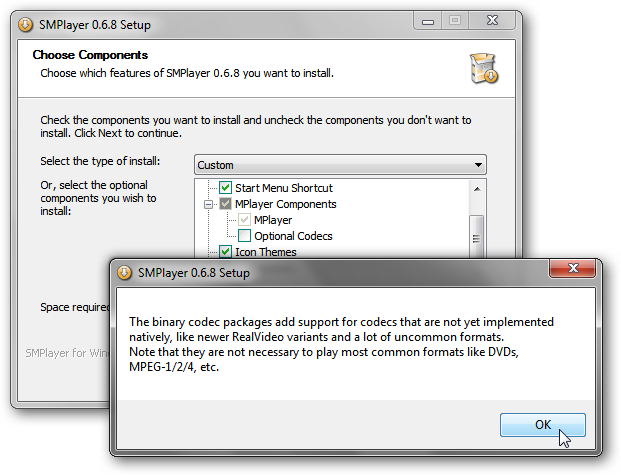 SMPlayer 0.6.8 Setup
Choose Components
Choose which features of SMPlayer 0.6.8 you want to install.
Check the components you want to install and uncheck the components you don't want to
install. Click Next to continue.
Select the type of install:
Custom
Or, select the optional
components you wish to
install:
Start Menu Shortcut
MPlayer Components
MPlayer
Optional Codecs
Icon Themes
Space required
SMPlayer for
SMPlayer 0.6.8 Setup
The binary codec packages add support for codecs that are not yet implemented
natively, like newer RealVideo variants and a lot of uncommon formats.
Note that they are not necessary to play most common formats like DVDs,
MPEG-1/2/4, etc.
OK